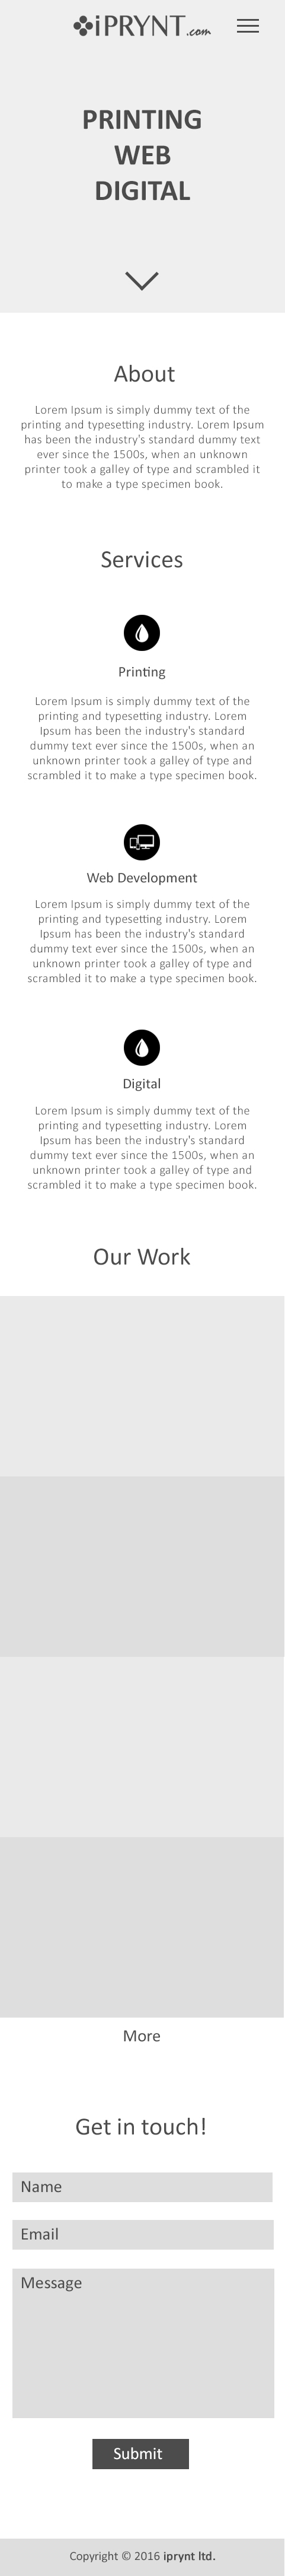 iPRYNT.com
PRINTING
WEB
DIGITAL
About
Lorem Ipsum is simply dummy text of the
printing and typesetting industry. Lorem Ipsum
has been the industry's standard dummy text
ever since the 1500s, when an unknown
printer took a galley of type and scrambled it
to make a type specimen book.
Services
Printing
Lorem Ipsum is simply dummy text of the
printing and typesetting industry. Lorem
Ipsum has been the industry's standard
dummy text ever since the 1500s, when an
unknown printer took a galley of type and
scrambled it to make a type specimen book.
Web Development
Lorem Ipsum is simply dummy text of the
printing and typesetting industry. Lorem
Ipsum has been the industry's standard
dummy text ever since the 1500s, when an
unknown printer took a galley of type and
scrambled it to make a type specimen book.
Digital
Lorem Ipsum is simply dummy text of the
printing and typesetting industry. Lorem
Ipsum has been the industry's standard
dummy text ever since the 1500s, when an
unknown printer took a galley of type and
scrambled it to make a type specimen book.
Our Work
More
Get in touch!
Name
Email
Message
Submit
Copyright © 2016 iprynt ltd.